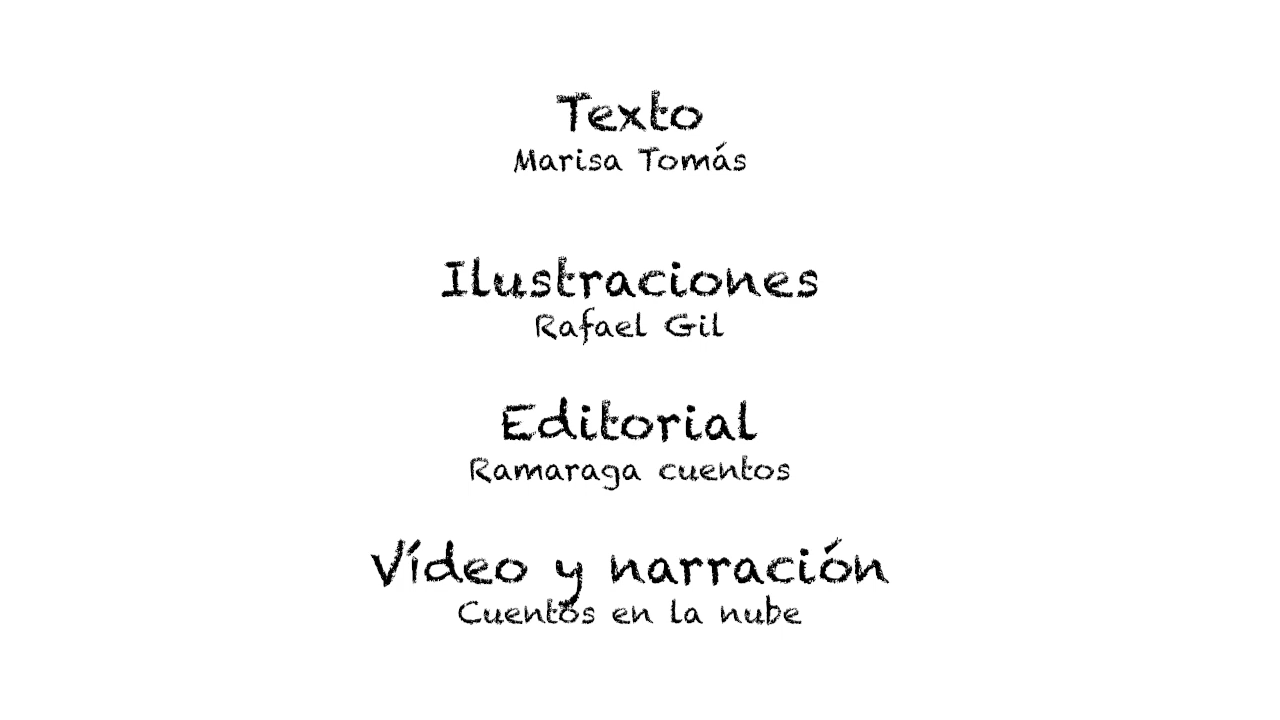 Texto
Marisa Tomás
Ilustraciones
Rafael Gil
Editorial
Ramaraga cuentos
Vídeo y narración
Cuentos en la nube